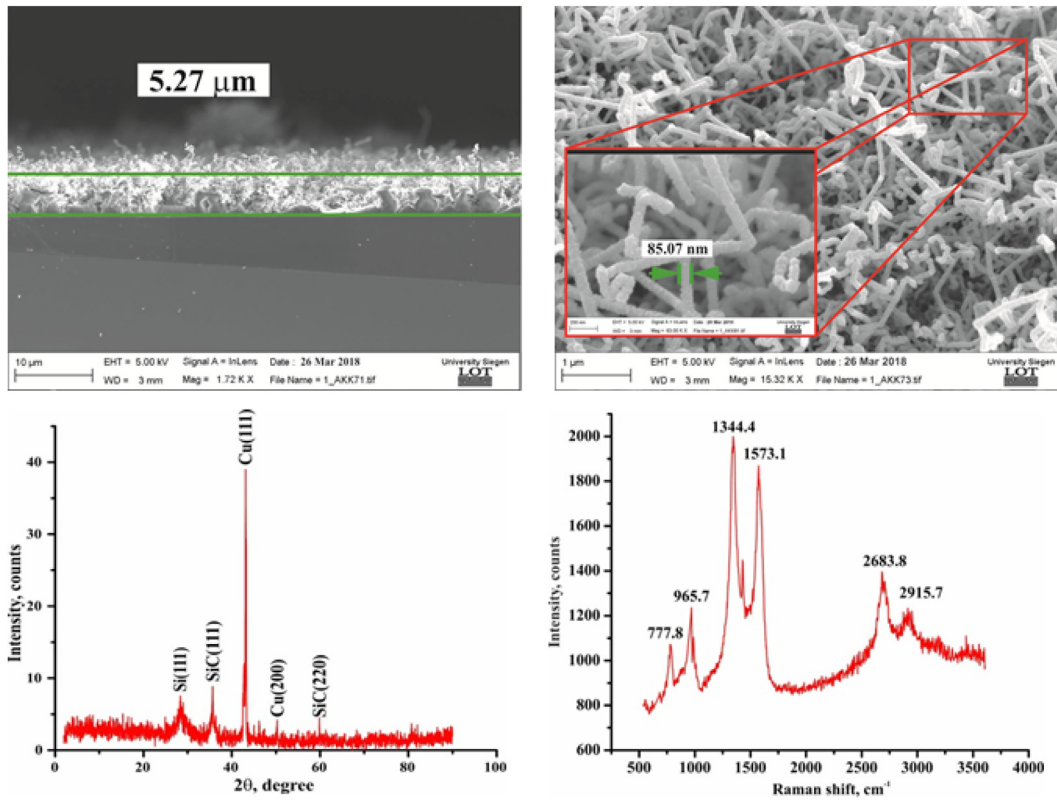 5.27 μm
10 μm
EHT = 5.00 kV
Signal A = InLens
Date : 26 Mar 2018
University Siegen
WD = 3 mm
Mag = 1.72 K X
File Name = 1_AKK71.tif
LOT
85.07 nm
1 μm
EHT = 5.00 kV
Signal A = InLens
Date : 26 Mar 2018
University Siegen
WD = 3 mm
Mag = 15.32 K X
File Name = 1_AKK73.tif
LOT
Intensity, counts
40
30
20
10
0
Si(111)
SiC(111)
Cu(111)
Cu(200)
SiC(220)
0
20
40
60
80
100
2θ, degree
Intensity, counts
2000
1800
1600
1400
1200
1000
800
600
777.8
965.7
1344.4
1573.1
2683.8
2915.7
500
1000
1500
2000
2500
3000
3500
4000
Raman shift, cm⁻¹